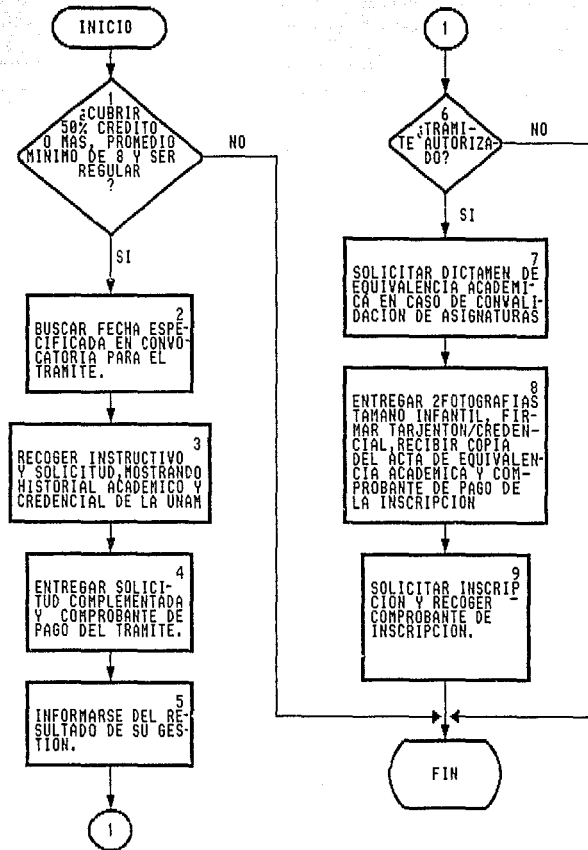 INICIO
1
¿CUBRIR
50% CREDITO
O MAS, PROMEDIO
MINIMO DE 8 Y SER
REGULAR
?
NO
SI
2
BUSCAR FECHA ESPE-
CIFICADA EN CONVO-
CATORIA PARA EL
TRAMITE.
3
RECOGER INSTRUCTIVO
Y SOLICITUD,MOSTRANDO
HISTORIAL ACADEMICO Y
CREDENCIAL DE LA UNAM
4
ENTREGAR SOLICI-
TUD COMPLEMENTADA
Y COMPROBANTE DE
PAGO DEL TRAMITE.
5
INFORMARSE DEL RE-
SULTADO DE SU GES-
TION.
1
1
6
¿TRAMI-
TE AUTORIZA-
DO?
NO
SI
7
SOLICITAR DICTAMEN DE
EQUIVALENCIA ACADEMI-
CA EN CASO DE CONVALI-
DACION DE ASIGNATURAS
8
ENTREGAR 2FOTOGRAFIAS
TAMANO INFANTIL, FIR-
MAR TARJENTON/CREDEN-
CIAL,RECIBIR COPIA
DEL ACTA DE EQUIVALEN-
CIA ACADEMICA Y COM-
PROBANTE DE PAGO DE
LA INSCRIPCION
9
SOLICITAR INSCRIP-
CION Y RECOGER
COMPROBANTE DE
INSCRIPCION.
FIN